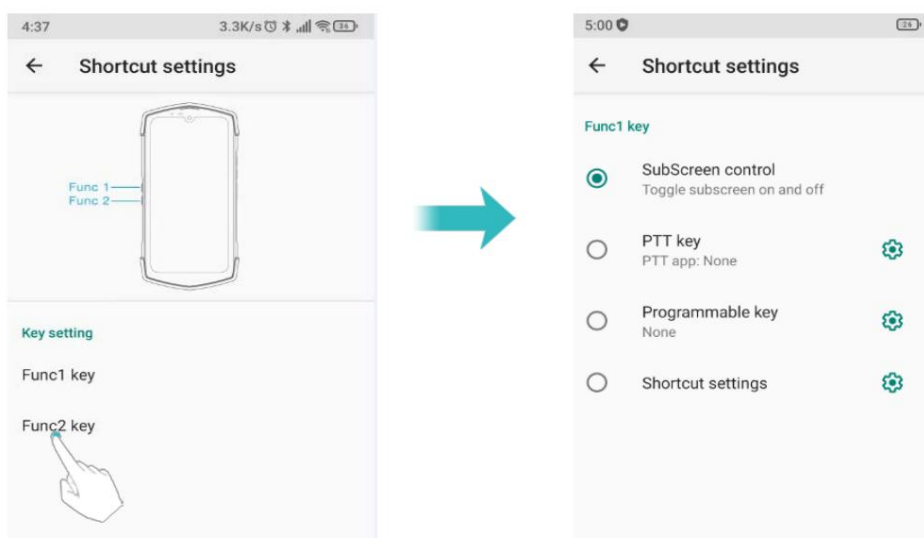 4:37
3.3K/s
36
Shortcut settings
Func 1
Func 2
Key setting
Func1 key
Func2 key
5:00
26
Shortcut settings
Func1 key
SubScreen control
Toggle subscreen on and off
PTT key
PTT app: None
Programmable key
None
Shortcut settings